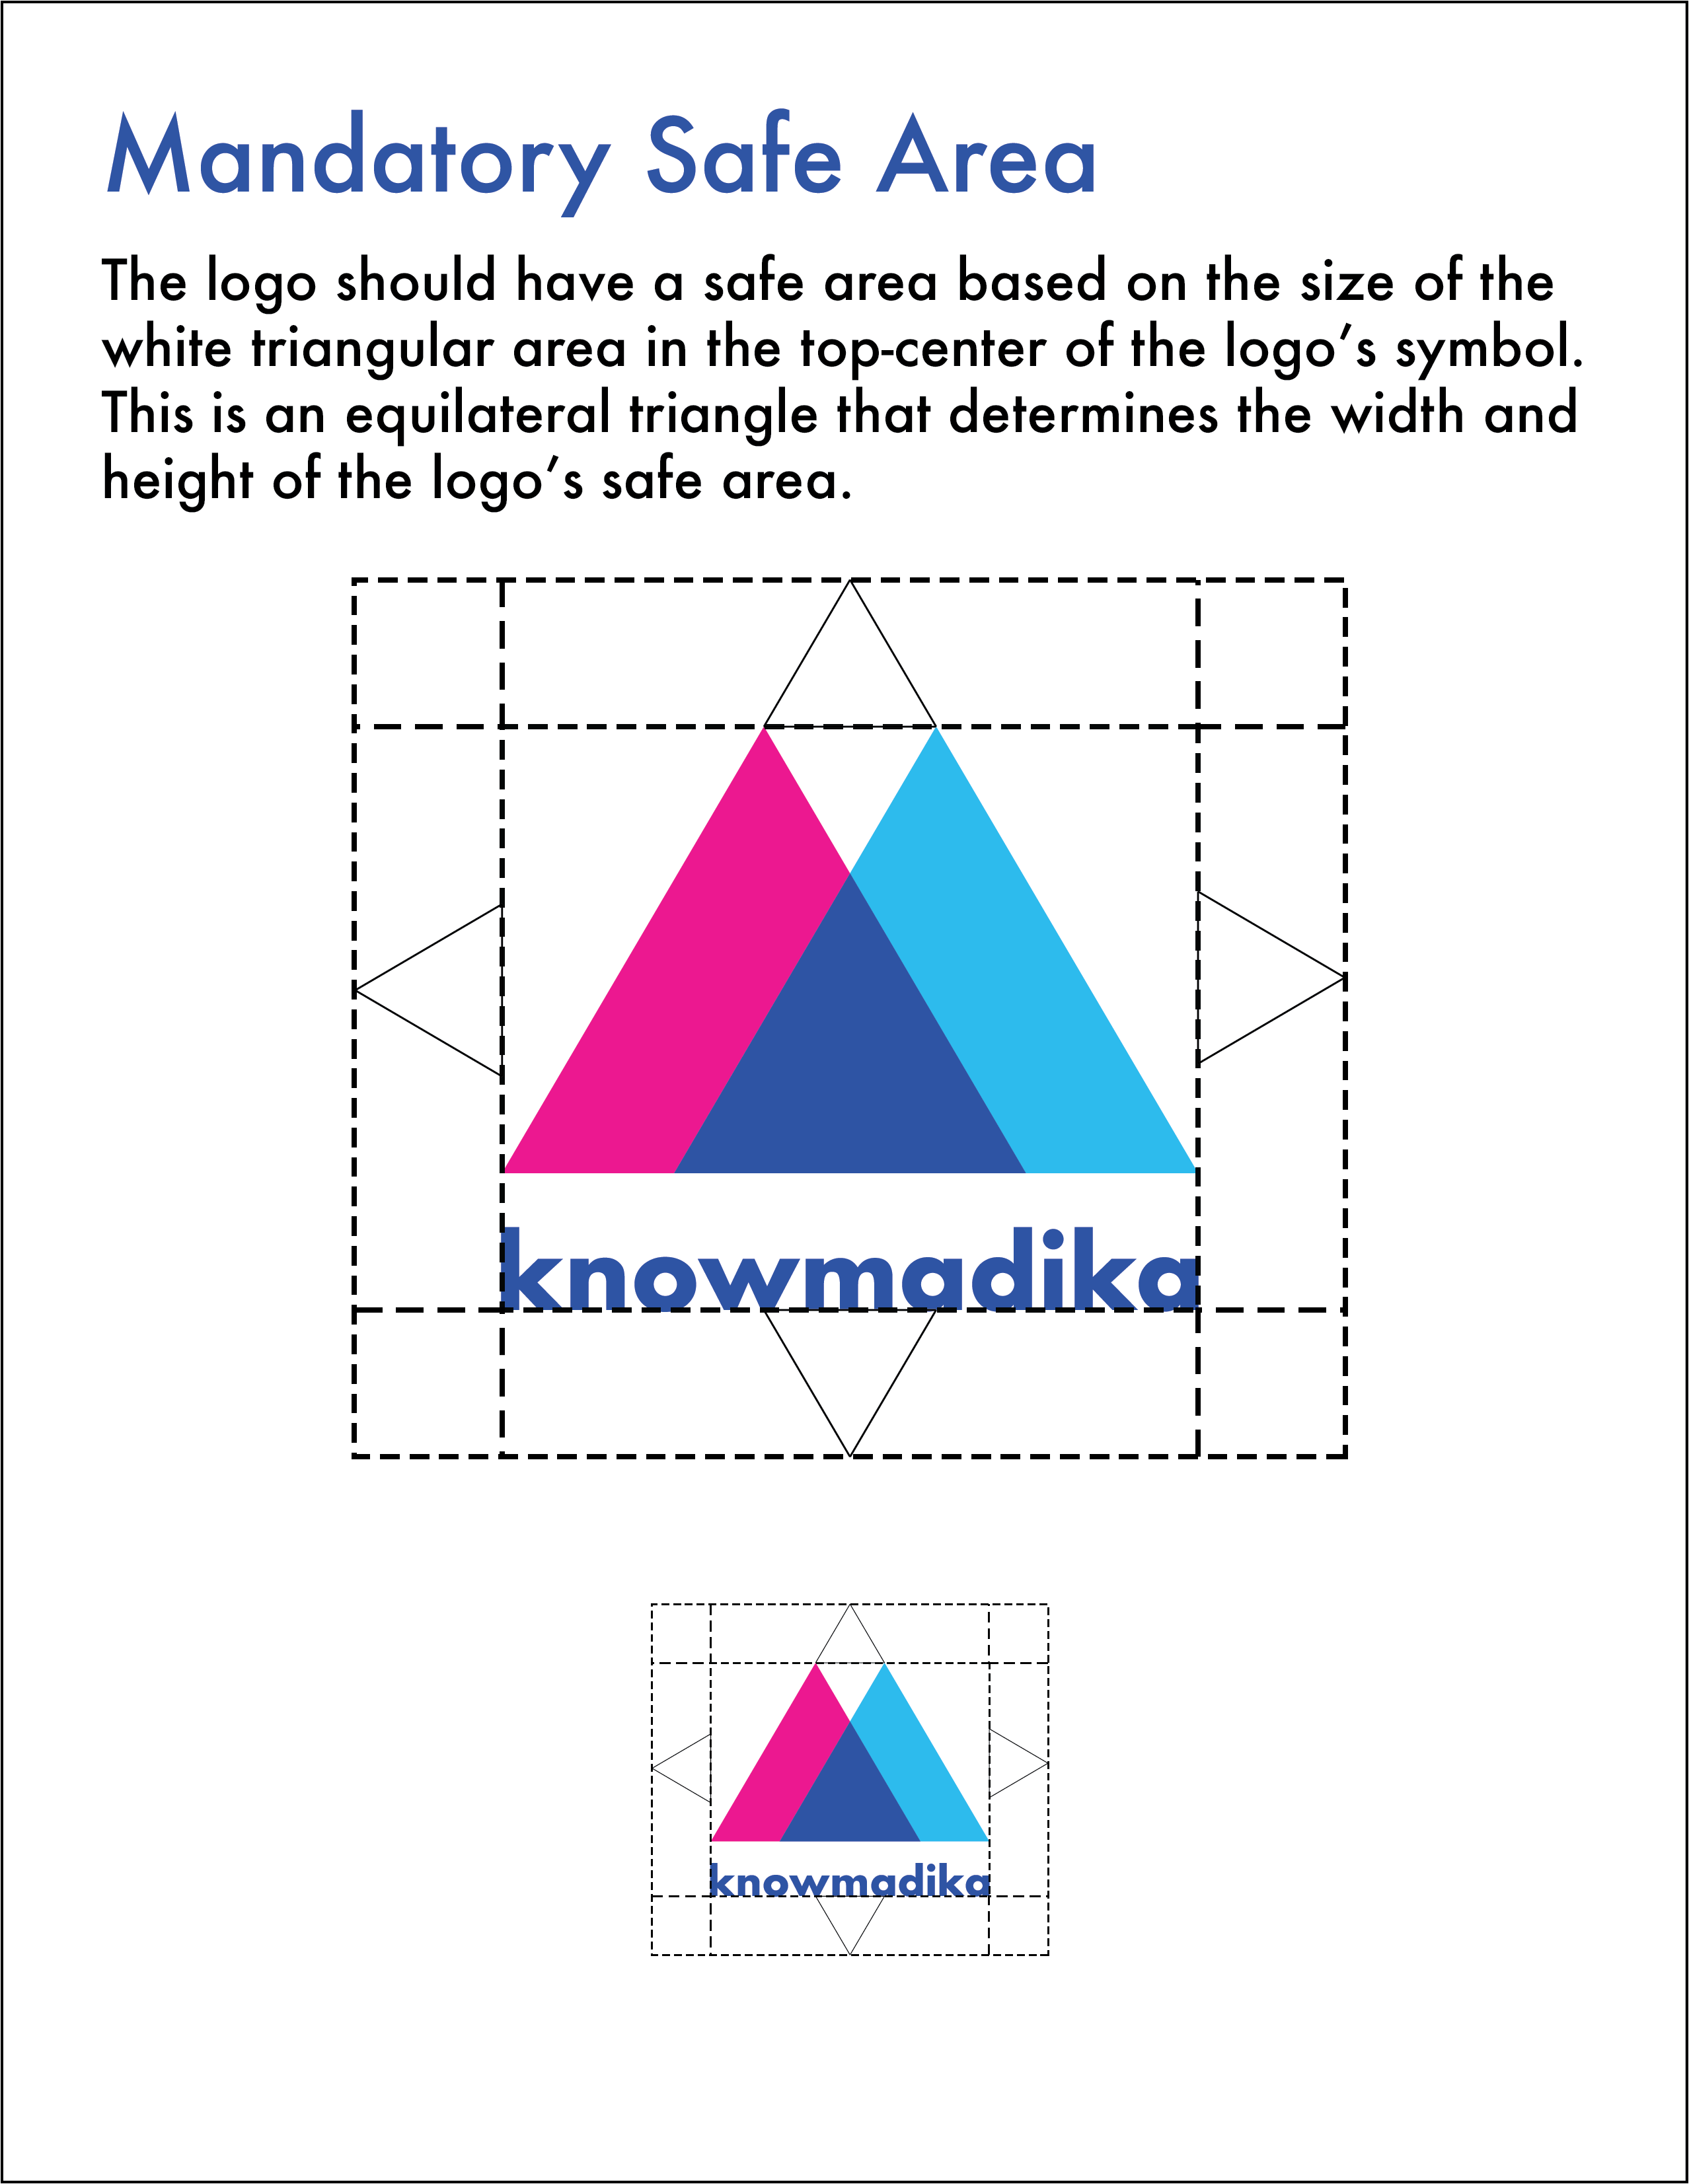 Mandatory Safe Area
The logo should have a safe area based on the size of the
white triangular area in the top-center of the logo’s symbol.
This is an equilateral triangle that determines the width and
height of the logo’s safe area.
knowmadika
knowmadika